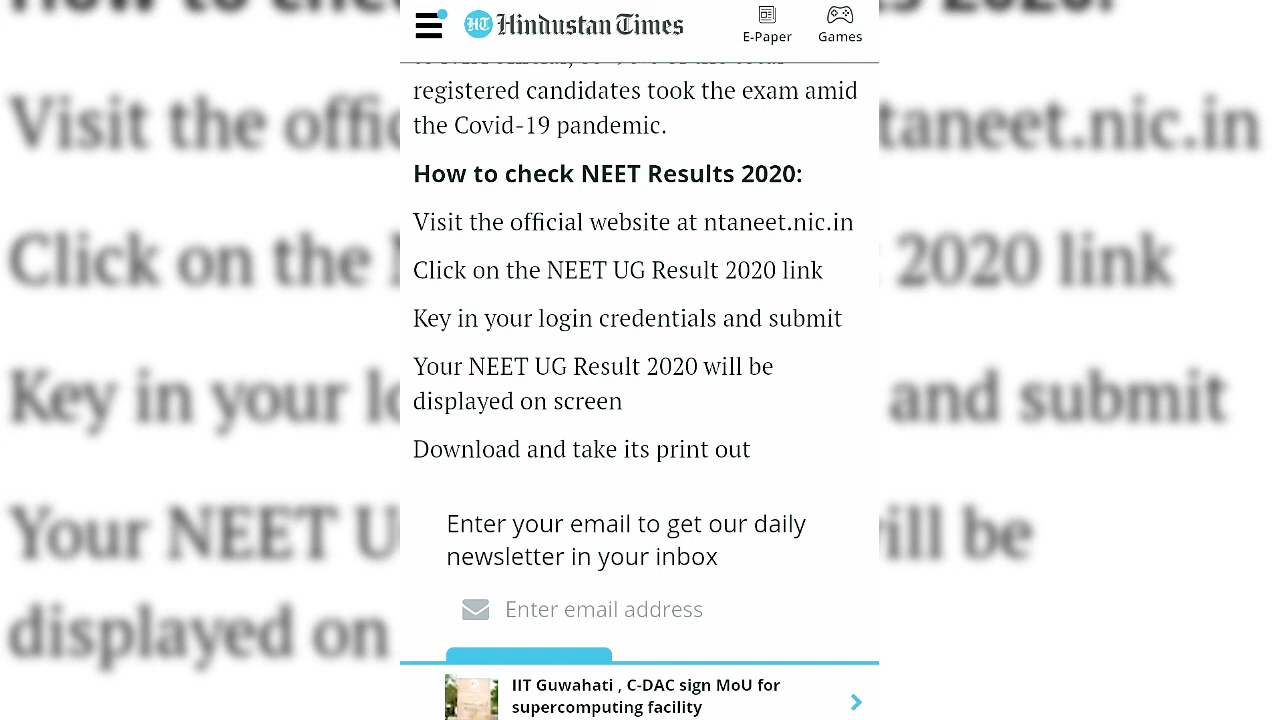 HT Hindustan Times
E-Paper
Games
registered candidates took the exam amid
the Covid-19 pandemic.
How to check NEET Results 2020:
Visit the official website at ntaneet.nic.in
Click on the NEET UG Result 2020 link
Key in your login credentials and submit
Your NEET UG Result 2020 will be
displayed on screen
Download and take its print out
Enter your email to get our daily
newsletter in your inbox
Enter email address
IIT Guwahati , C-DAC sign MoU for
supercomputing facility